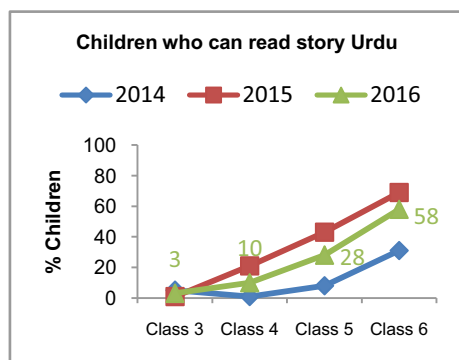 Children who can read story Urdu
2014 2015 2016
% Children
100
80
60
40
20
0
3
10
28
58
Class 3 Class 4 Class 5 Class 6